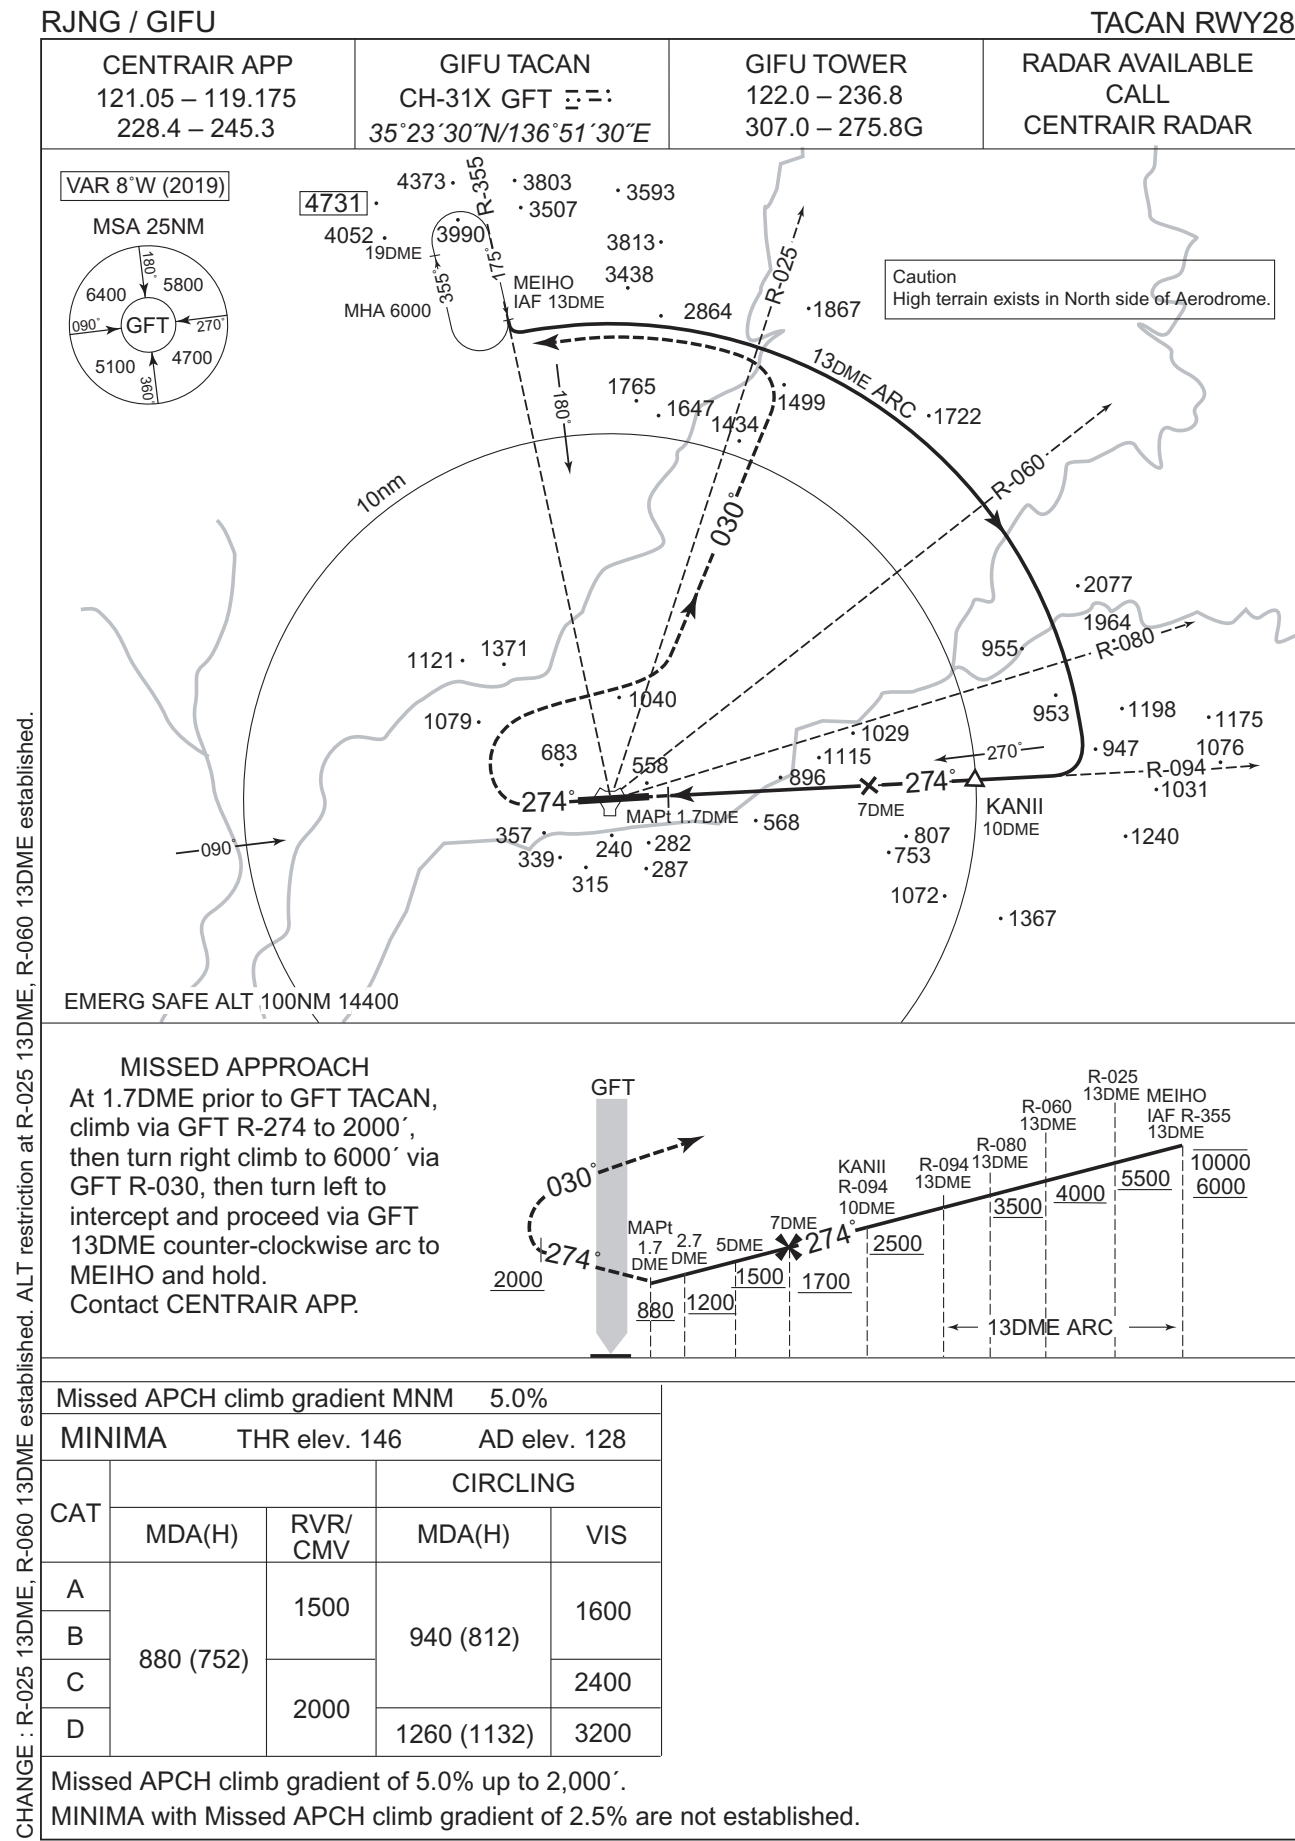 RJNG / GIFU
TACAN RWY28
CENTRAIR APP
121.05 – 119.175
228.4 – 245.3
GIFU TACAN
CH-31X GFT
35˚23´30˝N/136˚51´30˝E
GIFU TOWER
122.0 – 236.8
307.0 – 275.8G
RADAR AVAILABLE
CALL
CENTRAIR RADAR
VAR 8˚W (2019)
MSA 25NM
180˚
5800
6400
090˚
GFT
270˚
5100
4700
360˚
4373
R-355
3803
3593
4731
3507
4052
3990
19DME
3813
355˚
175˚
MEIHO
IAF 13DME
3438
R-025
MHA 6000
2864
1867
Caution
High terrain exists in North side of Aerodrome.
13DME ARC
180˚
1765
1647
1434
1499
1722
10nm
030˚
R-060
2077
1964
R-080
955
1121
1371
1040
953
1198
1175
1079
1029
947
1076
683
558
1115
270˚
R-094
896
274˚
1031
274˚
MAPt 1.7DME
568
7DME
KANII
10DME
357
282
807
1240
090˚
339
240
753
287
315
1072
1367
EMERG SAFE ALT 100NM 14400
MISSED APPROACH
At 1.7DME prior to GFT TACAN,
climb via GFT R-274 to 2000´,
then turn right climb to 6000´ via
GFT R-030, then turn left to
intercept and proceed via GFT
13DME counter-clockwise arc to
MEIHO and hold.
Contact CENTRAIR APP.
GFT
030˚
274˚
2000
MAPt
1.7
DME
880
2.7
DME
1200
5DME
1500
7DME
1700
274˚
KANII
R-094
10DME
2500
R-094
13DME
R-080
13DME
3500
R-060
13DME
4000
R-025
13DME
5500
MEIHO
IAF R-355
13DME
10000
6000
13DME ARC
Missed APCH climb gradient MNM 5.0%
MINIMA THR elev. 146 AD elev. 128
CAT
CIRCLING
MDA(H)
RVR/
CMV
MDA(H)
VIS
A
B
C
D
880 (752)
1500
2000
940 (812)
1260 (1132)
1600
2400
3200
Missed APCH climb gradient of 5.0% up to 2,000´.
MINIMA with Missed APCH climb gradient of 2.5% are not established.
CHANGE : R-025 13DME, R-060 13DME established. ALT restriction at R-025 13DME, R-060 13DME established.